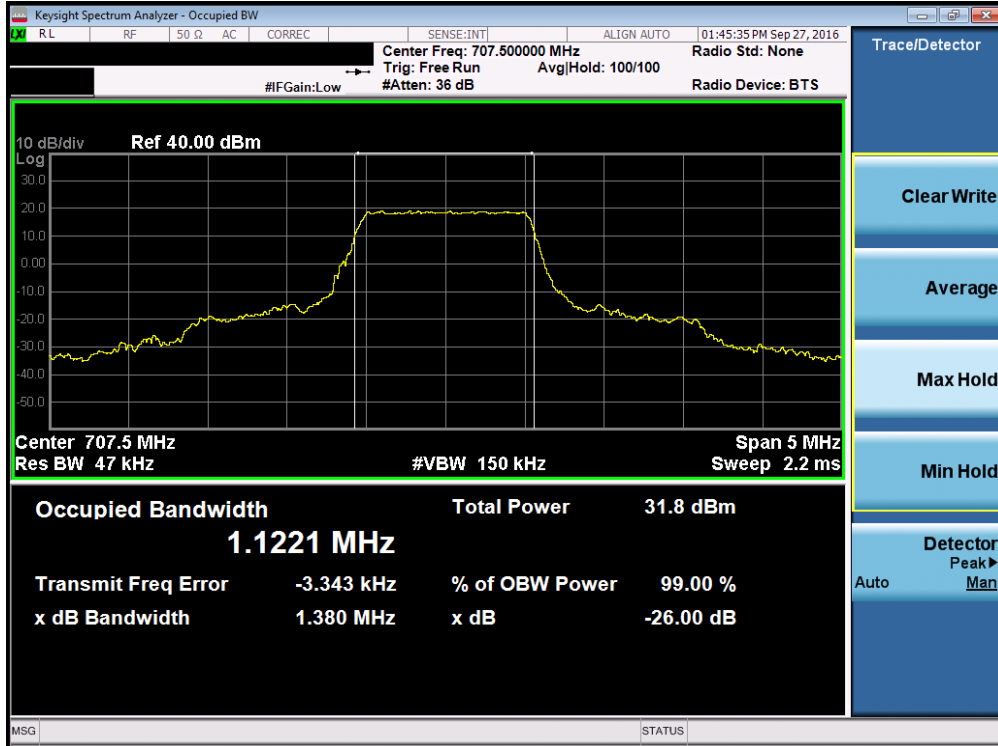 Keysight Spectrum Analyzer - Occupied BW
LXI RL RF 50 Ω AC CORREC SENSE:INT ALIGN AUTO 01:45:35 PM Sep 27, 2016
Center Freq: 707.500000 MHz Radio Std: None
Trig: Free Run Avg|Hold: 100/100
#IFGain:Low #Atten: 36 dB Radio Device: BTS
10 dB/div Ref 40.00 dBm
Log
30.0
20.0
10.0
0.00
-10.0
-20.0
-30.0
-40.0
-50.0
Center 707.5 MHz Span 5 MHz
Res BW 47 kHz #VBW 150 kHz Sweep 2.2 ms
Occupied Bandwidth Total Power 31.8 dBm
1.1221 MHz
Transmit Freq Error -3.343 kHz % of OBW Power 99.00 %
x dB Bandwidth 1.380 MHz x dB -26.00 dB
Trace/Detector
Clear Write
Average
Max Hold
Min Hold
Detector
Peak▶
Auto Man
MSG STATUS